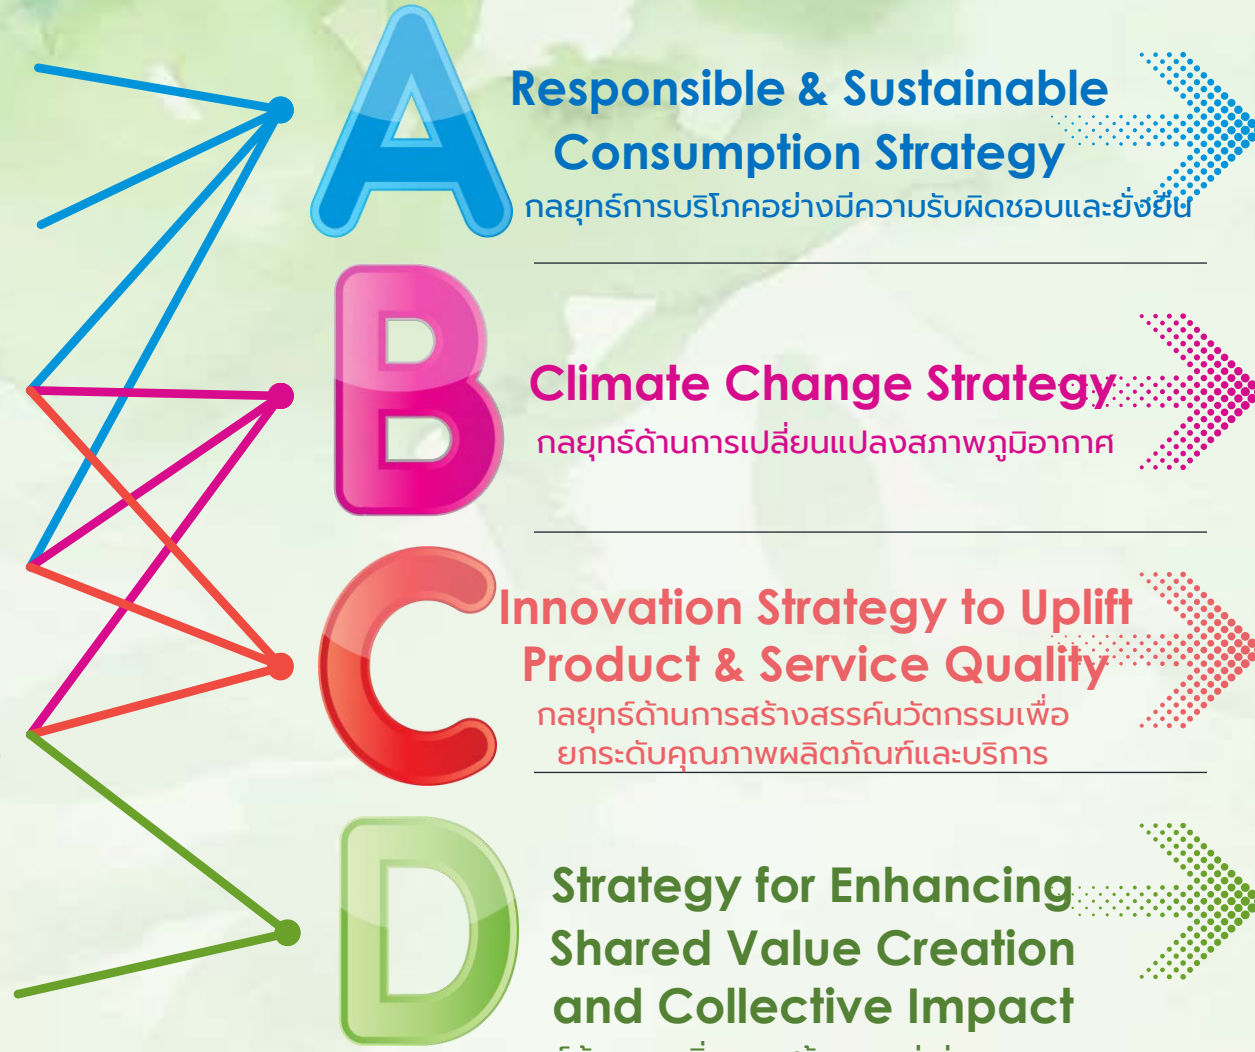 A
Responsible & Sustainable
Consumption Strategy
กลยุทธ์การบริโภคอย่างมีความรับผิดชอบและยั่งยืน
B
Climate Change Strategy
กลยุทธ์ด้านการเปลี่ยนแปลงสภาพภูมิอากาศ
C
Innovation Strategy to Uplift
Product & Service Quality
กลยุทธ์ด้านการสร้างสรรค์นวัตกรรมเพื่อ
ยกระดับคุณภาพผลิตภัณฑ์และบริการ
D
Strategy for Enhancing
Shared Value Creation
and Collective Impact